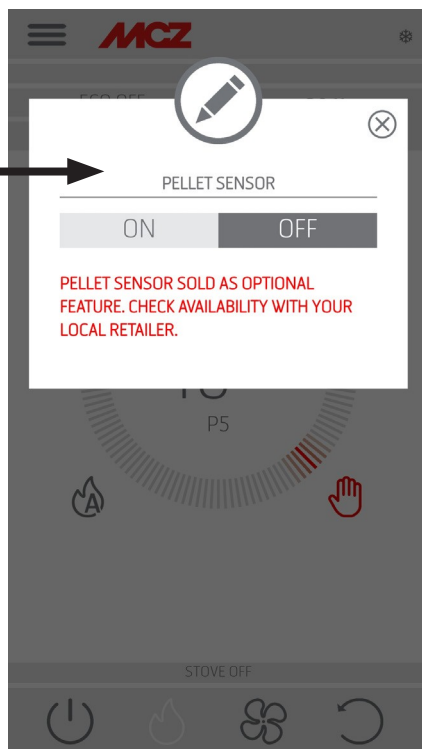 MCZ
PELLET SENSOR
ON OFF
PELLET SENSOR SOLD AS OPTIONAL
FEATURE. CHECK AVAILABILITY WITH YOUR
LOCAL RETAILER.
P5
A
STOVE OFF